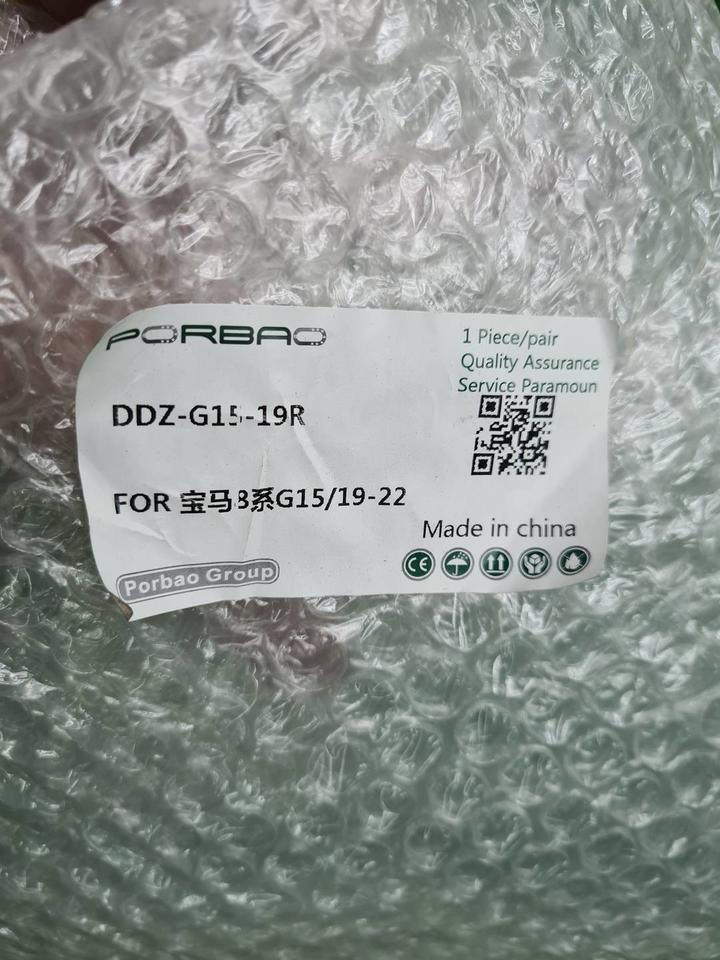 PORBAO
1 Piece/pair
Quality Assurance
Service Paramoun
DDZ-G15-19R
FOR 宝马8系G15/19-22
Made in china
CE
Porbao Group